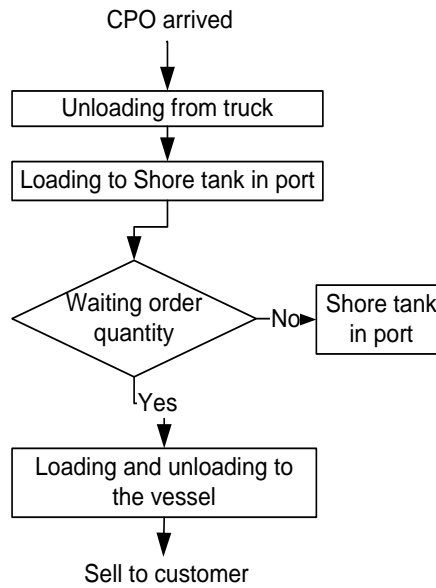 CPO arrived
Unloading from truck
Loading to Shore tank in port
Waiting order
quantity
No
Shore tank
in port
Yes
Loading and unloading to
the vessel
Sell to customer